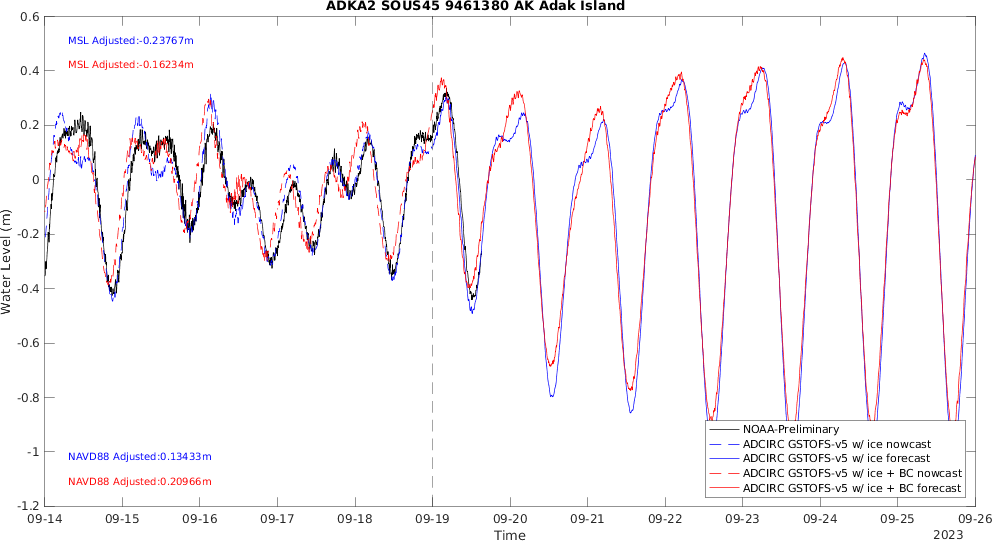 ADKA2 SOUS45 9461380 AK Adak Island
MSL Adjusted:-0.23767m
MSL Adjusted:-0.16234m
0.6
0.4
0.2
0
-0.2
-0.4
-0.6
-0.8
-1
-1.2
Water Level (m)
NAVD88 Adjusted:0.13433m
NAVD88 Adjusted:0.20966m
NOAA-Preliminary
ADCIRC GSTOFS-v5 w/ ice nowcast
ADCIRC GSTOFS-v5 w/ ice forecast
ADCIRC GSTOFS-v5 w/ ice + BC nowcast
ADCIRC GSTOFS-v5 w/ ice + BC forecast
09-14 09-15 09-16 09-17 09-18 09-19 09-20 09-21 09-22 09-23 09-24 09-25 09-26
Time
2023